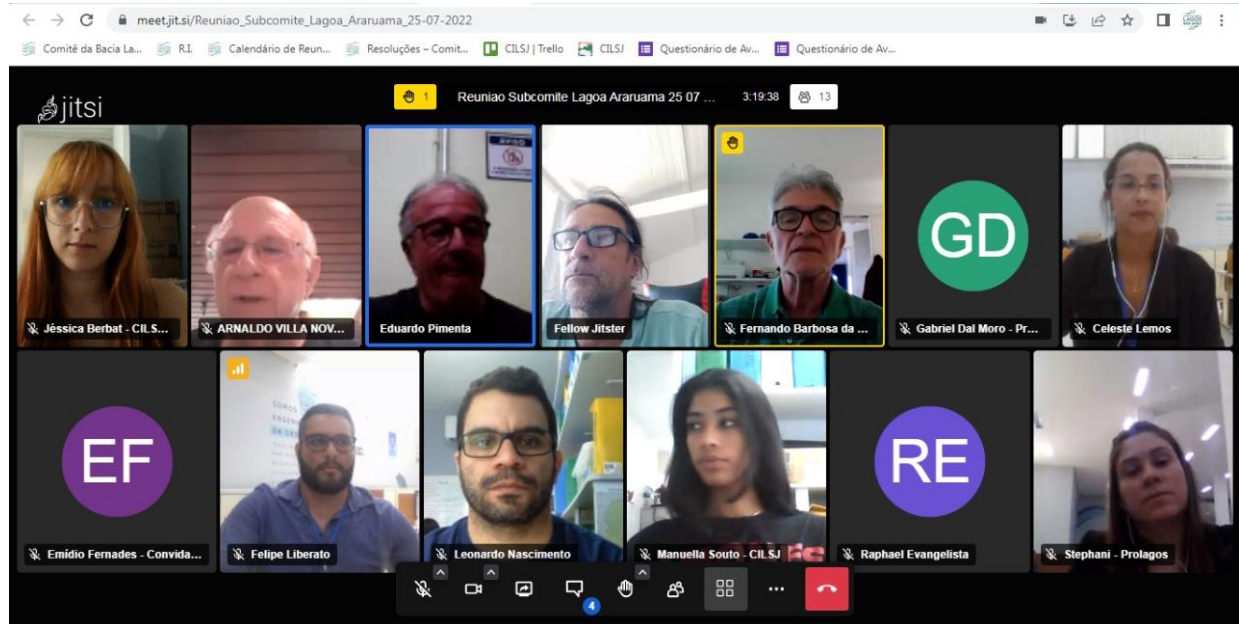 meet.jit.si/Reuniao_Subcomite_Lagoa_Araruama_25-07-2022
Comitê da Bacia La... R.I. Calendário de Reun... Resoluções – Comit... CILSJ | Trello CILSJ Questionário de Av... Questionário de Av...
jitsi
1 Reuniao Subcomite Lagoa Araruama 25 07 ... 3:19:38 13
AVISO
GD
Jéssica Berbat - CILS... ARNALDO VILLA NOV... Eduardo Pimenta Fellow Jitster Fernando Barbosa da ... Gabriel Dal Moro - Pr... Celeste Lemos
SOMOS
EF
RE
Emídio Fernades - Convida... Felipe Liberato Leonardo Nascimento Manuella Souto - CILSJ Raphael Evangelista Stephani - Prolagos
4